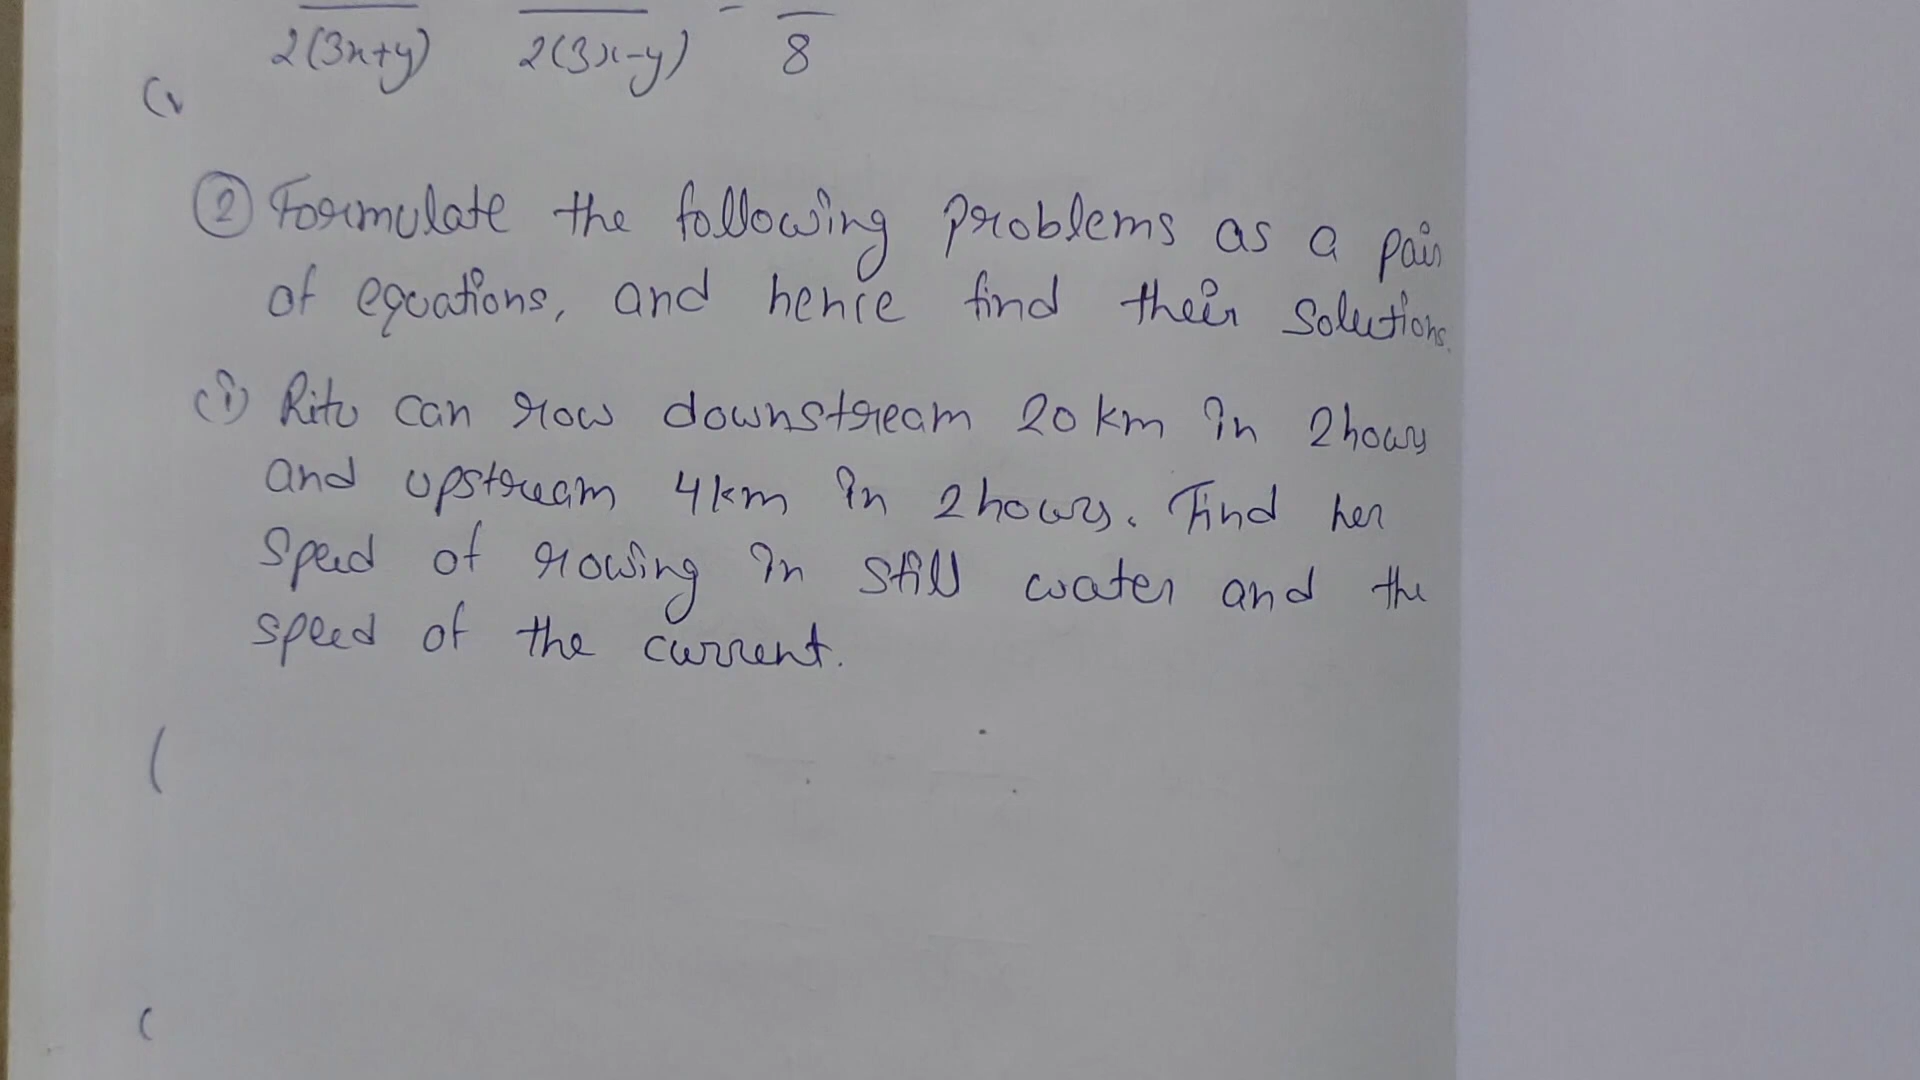 2(3x+y) 2(3x-y) - 8
② Formulate the following problems as a pair
of equations, and hence find their solutions.
(i) Ritu can row downstream 20 km in 2 hours
and upstream 4 km in 2 hours. Find her
speed of rowing in still water and the
speed of the current.
(
(